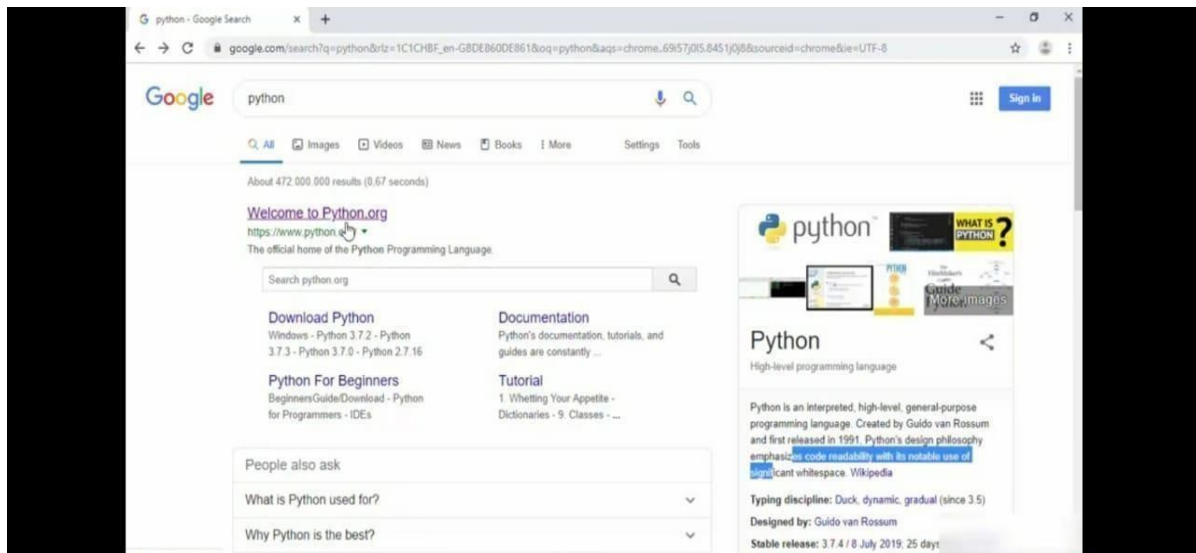 python - Google Search
google.com/search?q=python&rlz=1C1CHBF_en-GBDE860DE861&oq=python&aqs=chrome..69i57j0l5.8451j0j8&sourceid=chrome&ie=UTF-8
Google
python
Sign in
All Images Videos News Books More Settings Tools
About 472.000.000 results (0,67 seconds)
Welcome to Python.org
https://www.python.
The official home of the Python Programming Language.
Search python.org
Download Python
Windows - Python 3.7.2 - Python
3.7.3 - Python 3.7.0 - Python 2.7.16
Documentation
Python's documentation, tutorials, and
guides are constantly ...
Python For Beginners
BeginnersGuide/Download - Python
for Programmers - IDEs
Tutorial
1. Whetting Your Appetite -
Dictionaries - 9. Classes - ...
People also ask
What is Python used for?
Why Python is the best?
python
WHAT IS
PYTHON ?
PYTHON
Guide
More images
Python
High-level programming language
Python is an interpreted, high-level, general-purpose
programming language. Created by Guido van Rossum
and first released in 1991, Python's design philosophy
emphasizes code readability with its notable use of
significant whitespace. Wikipedia
Typing discipline: Duck, dynamic, gradual (since 3.5)
Designed by: Guido van Rossum
Stable release: 3.7.4 / 8 July 2019; 25 days